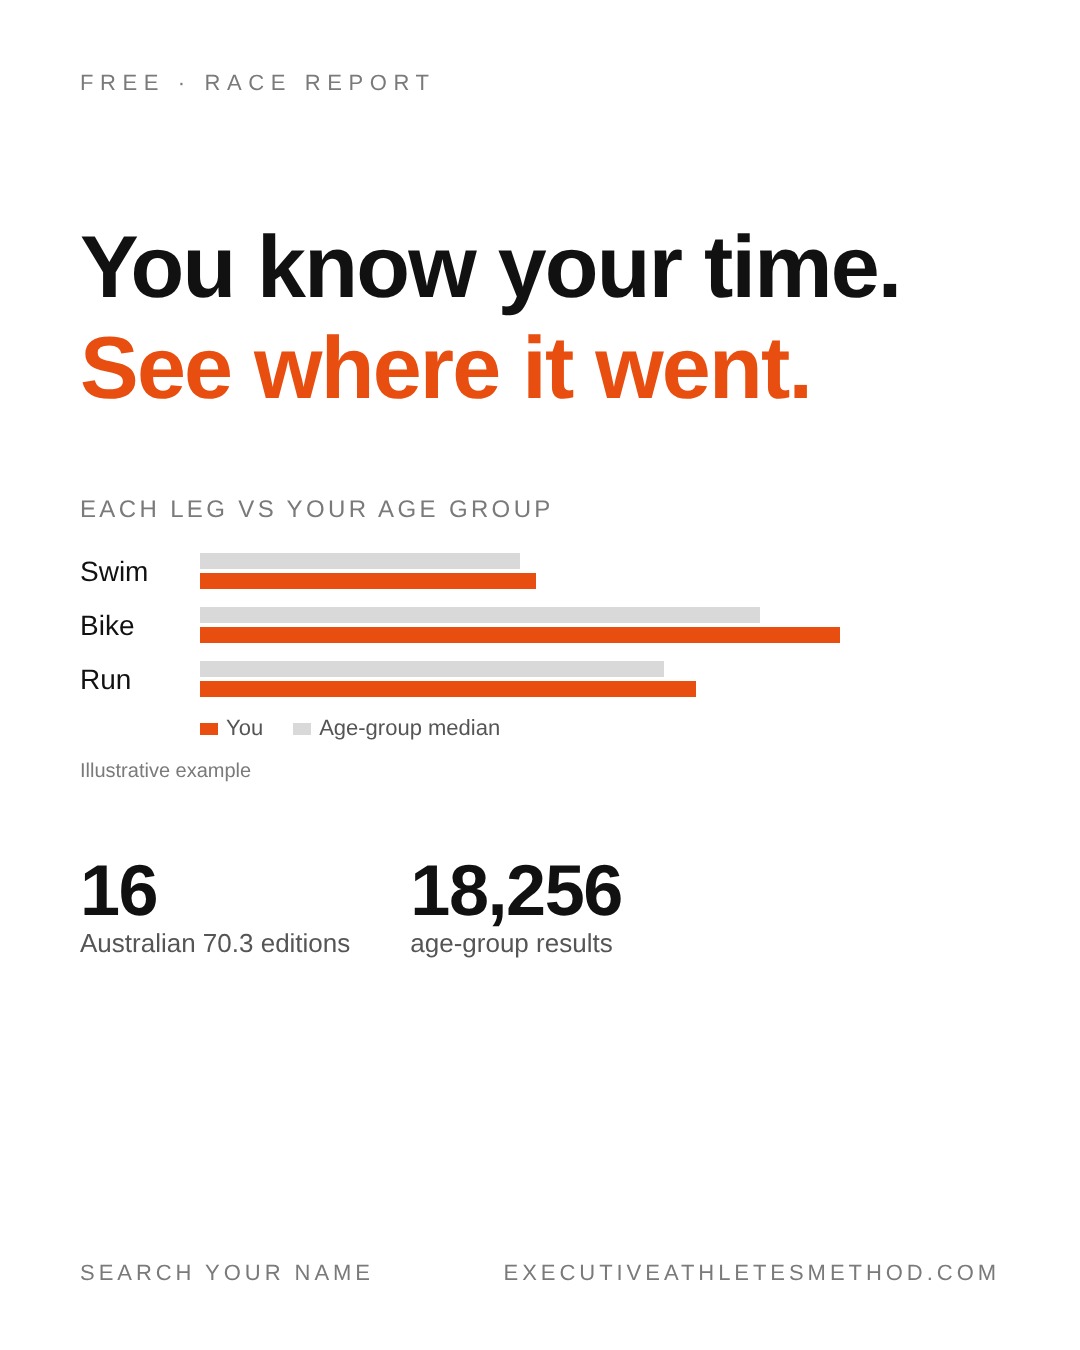 FREE · RACE REPORT
You know your time.
See where it went.
EACH LEG VS YOUR AGE GROUP
Swim
Bike
Run
You Age-group median
Illustrative example
16 18,256
Australian 70.3 editions age-group results
SEARCH YOUR NAME EXECUTIVEATHLETESMETHOD.COM